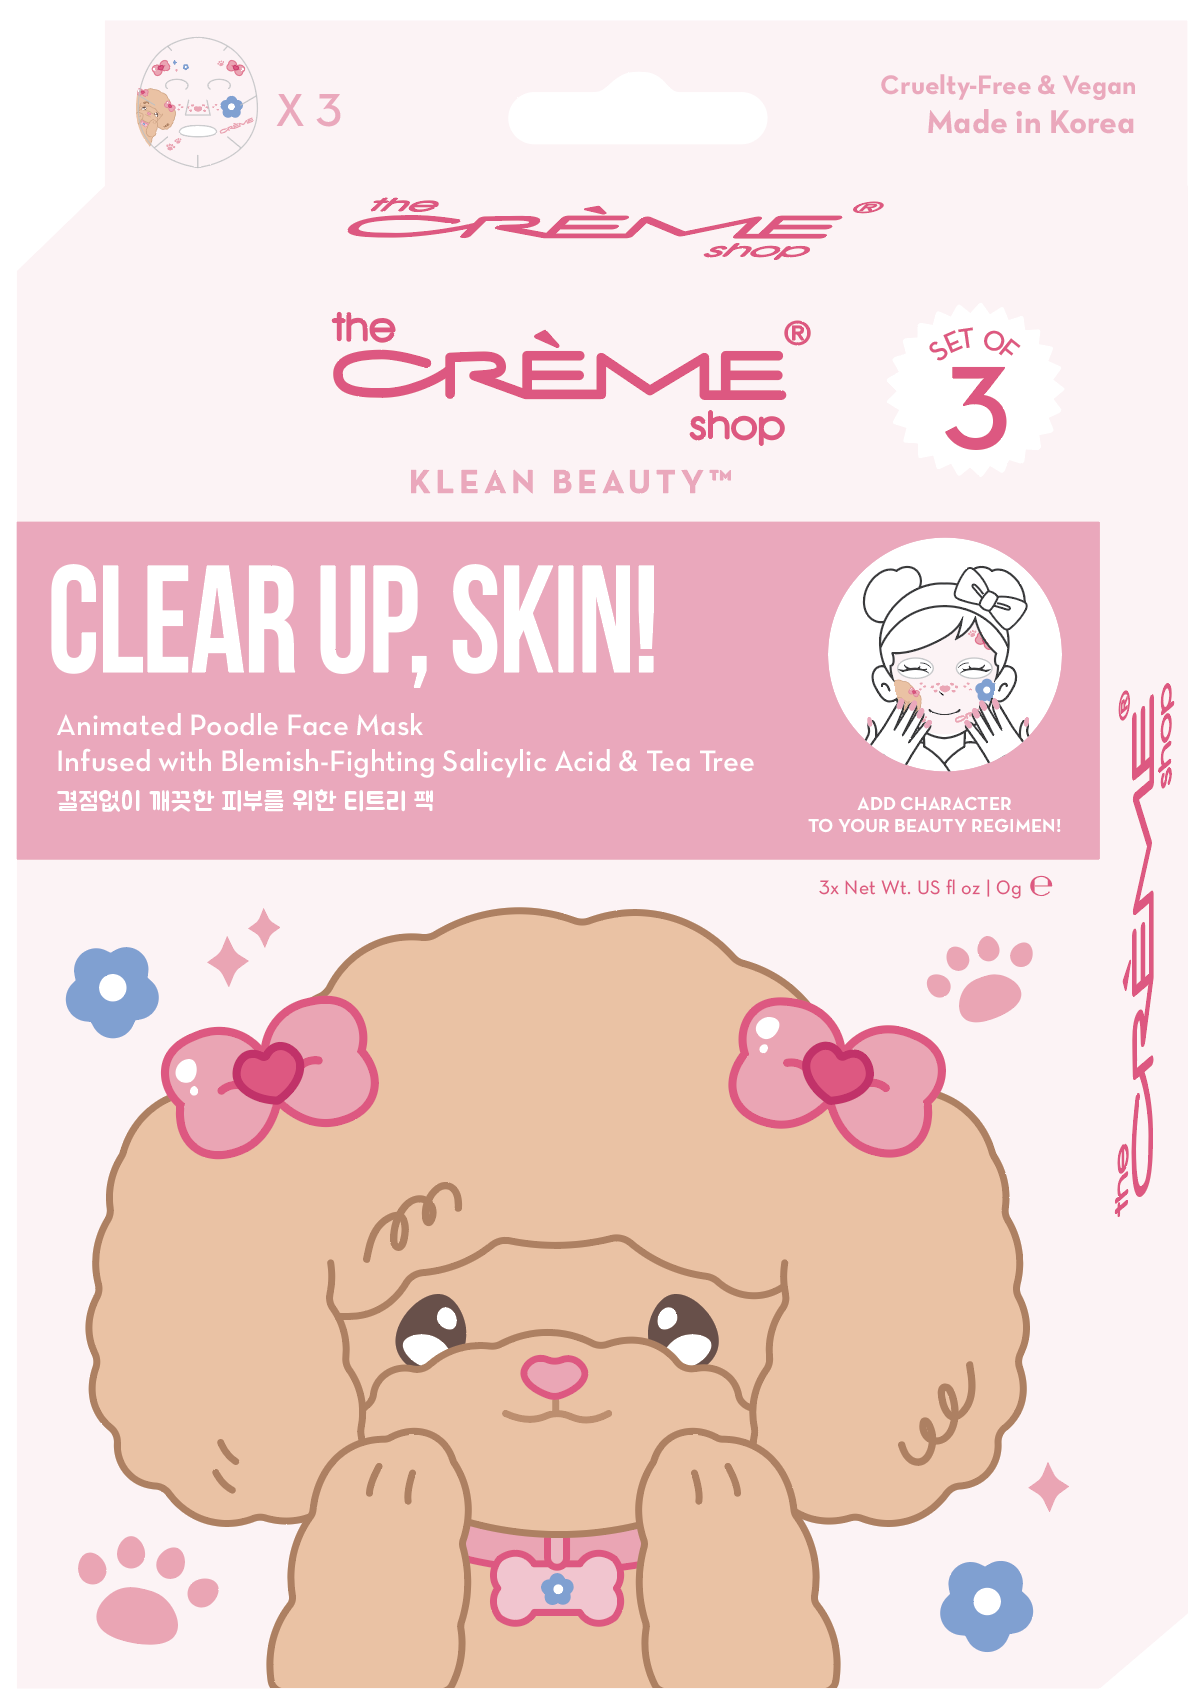 X 3
Cruelty-Free & Vegan
Made in Korea
the
CRÈME ®
shop
the
CRÈME ®
shop
SET OF
3
KLEAN BEAUTY™
CLEAR UP, SKIN!
Animated Poodle Face Mask
Infused with Blemish-Fighting Salicylic Acid & Tea Tree
결점없이 깨끗한 피부를 위한 티트리 팩
ADD CHARACTER
TO YOUR BEAUTY REGIMEN!
3x Net Wt. US fl oz | 0g ℮
the
CRÈME ®
shop